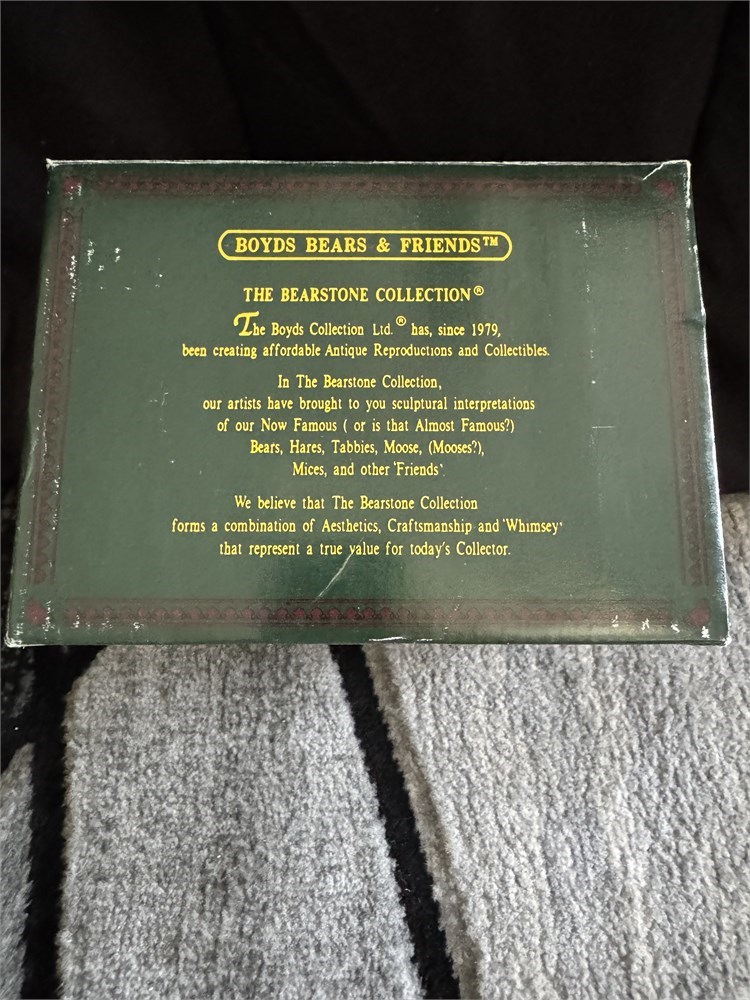 BOYDS BEARS & FRIENDS™
THE BEARSTONE COLLECTION®
The Boyds Collection Ltd.® has, since 1979,
been creating affordable Antique Reproductions and Collectibles.
In The Bearstone Collection,
our artists have brought to you sculptural interpretations
of our Now Famous ( or is that Almost Famous?)
Bears, Hares, Tabbies, Moose, (Mooses?),
Mices, and other 'Friends'.
We believe that The Bearstone Collection
forms a combination of Aesthetics, Craftsmanship and 'Whimsey'
that represent a true value for today's Collector.